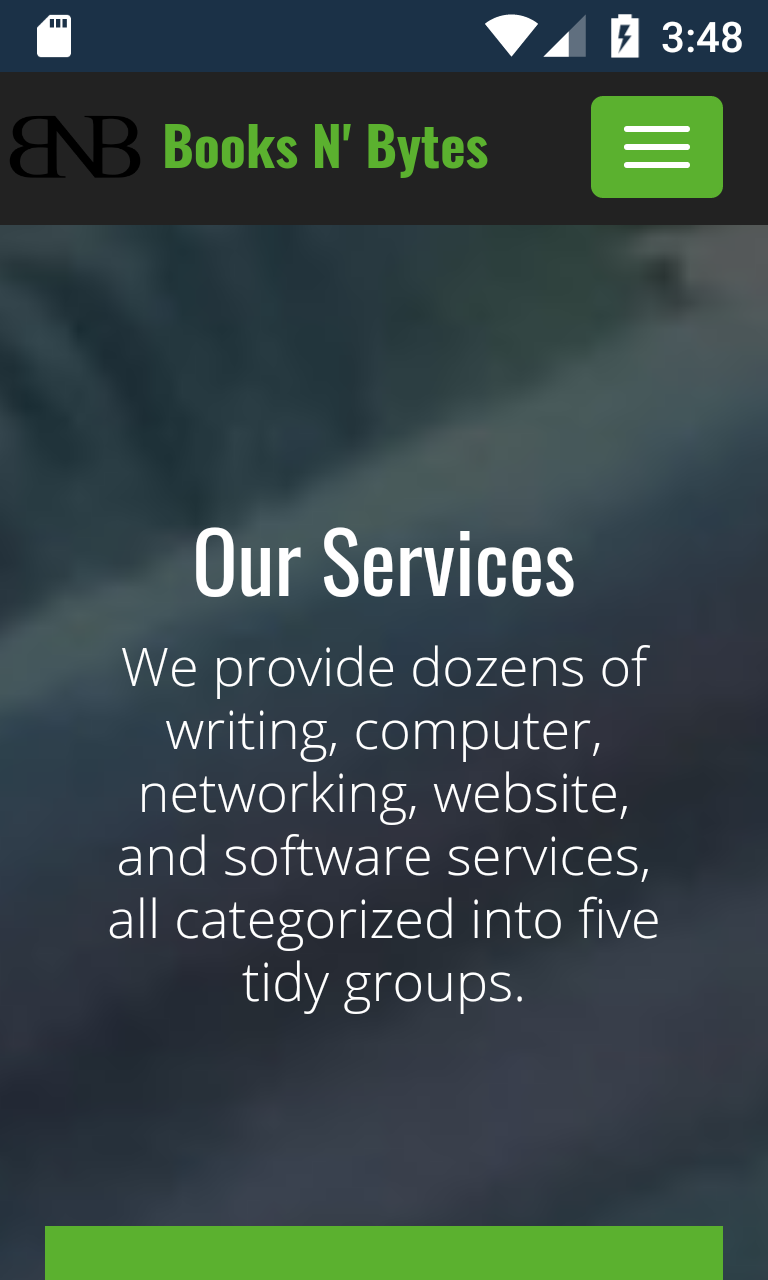 3:48
BNB Books N' Bytes
Our Services
We provide dozens of
writing, computer,
networking, website,
and software services,
all categorized into five
tidy groups.